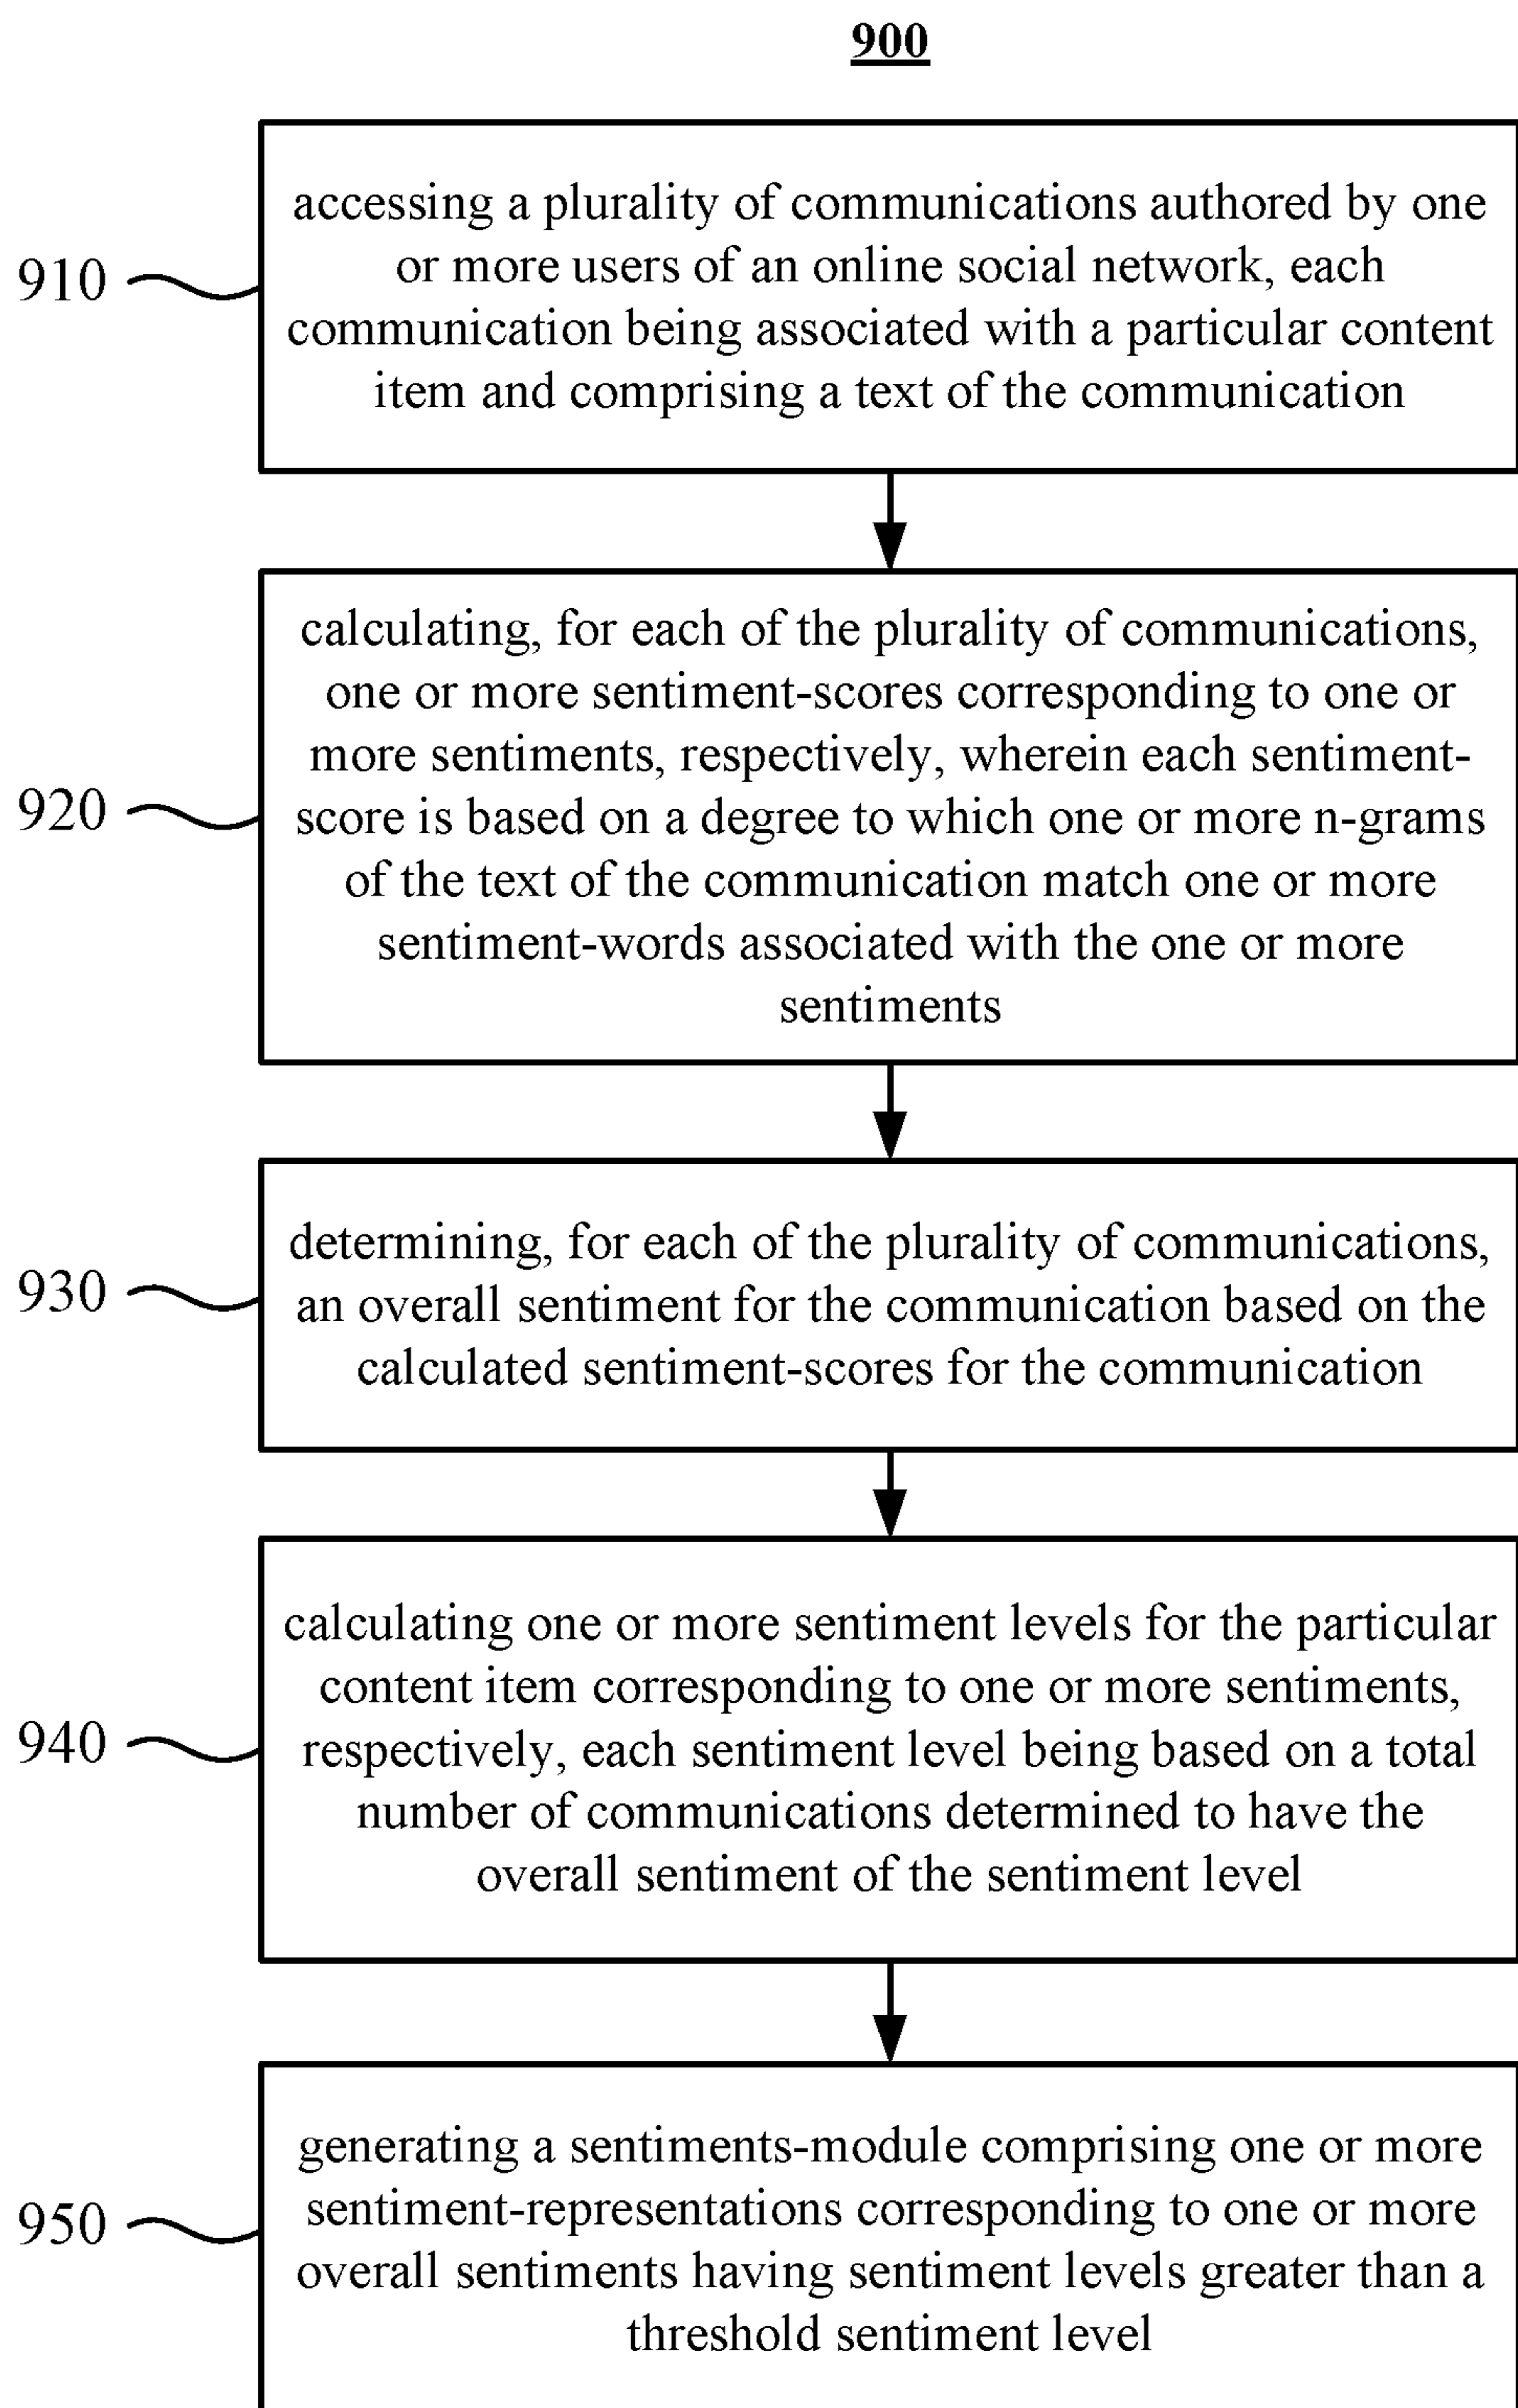 900
910
accessing a plurality of communications authored by one
or more users of an online social network, each
communication being associated with a particular content
item and comprising a text of the communication
920
calculating, for each of the plurality of communications,
one or more sentiment-scores corresponding to one or
more sentiments, respectively, wherein each sentiment-
score is based on a degree to which one or more n-grams
of the text of the communication match one or more
sentiment-words associated with the one or more
sentiments
930
determining, for each of the plurality of communications,
an overall sentiment for the communication based on the
calculated sentiment-scores for the communication
940
calculating one or more sentiment levels for the particular
content item corresponding to one or more sentiments,
respectively, each sentiment level being based on a total
number of communications determined to have the
overall sentiment of the sentiment level
950
generating a sentiments-module comprising one or more
sentiment-representations corresponding to one or more
overall sentiments having sentiment levels greater than a
threshold sentiment level